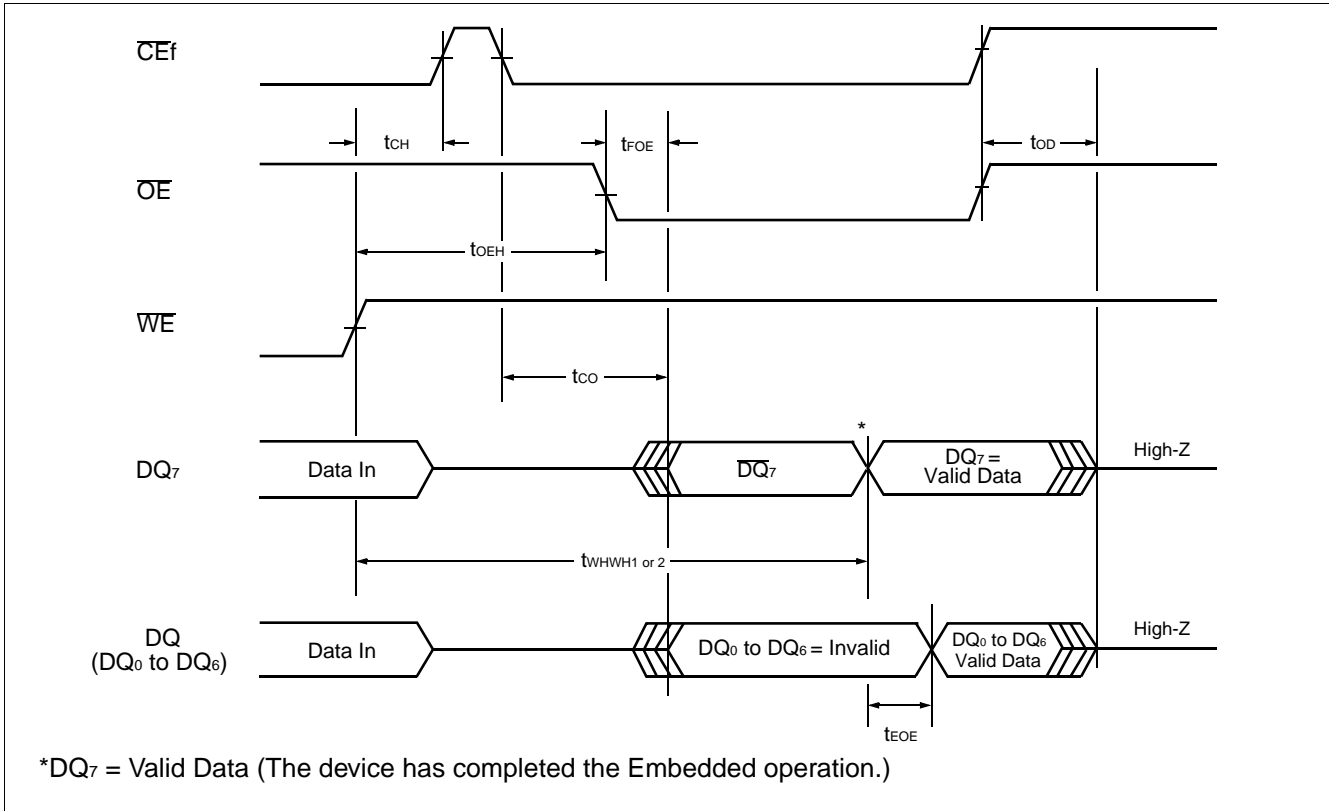 CEf
tCH
tFOE
tOD
OE
tOEH
WE
tCO
*
DQ7
Data In
DQ7
DQ7 =
Valid Data
High-Z
tWHWH1 or 2
DQ
(DQ0 to DQ6)
Data In
DQ0 to DQ6 = Invalid
DQ0 to DQ6
Valid Data
High-Z
tEOE
*DQ7 = Valid Data (The device has completed the Embedded operation.)